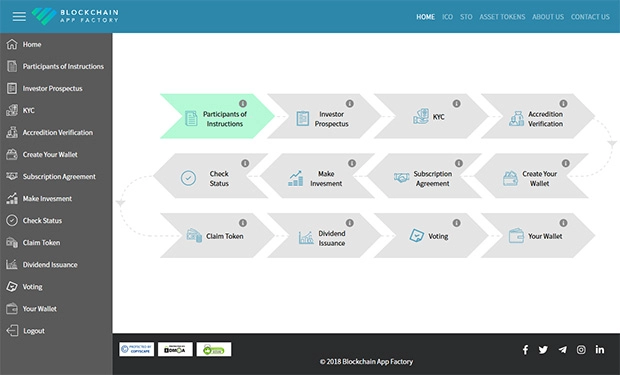 BLOCKCHAIN
APP FACTORY
HOME ICO STO ASSET TOKENS ABOUT US CONTACT US
Home
Participants of Instructions
Investor Prospectus
KYC
Accredition Verification
Create Your Wallet
Subscription Agreement
Make Invesment
Check Status
Claim Token
Dividend Issuance
Voting
Your Wallet
Logout
Participants of
Instructions
Investor
Prospectus
KYC
Accredition
Verification
Check
Status
Make
Invesment
Subscription
Agreement
Create Your
Wallet
Claim Token
Dividend
Issuance
Voting
Your Wallet
PROTECTED BY
COPYSCAPE
DMCA
© 2018 Blockchain App Factory